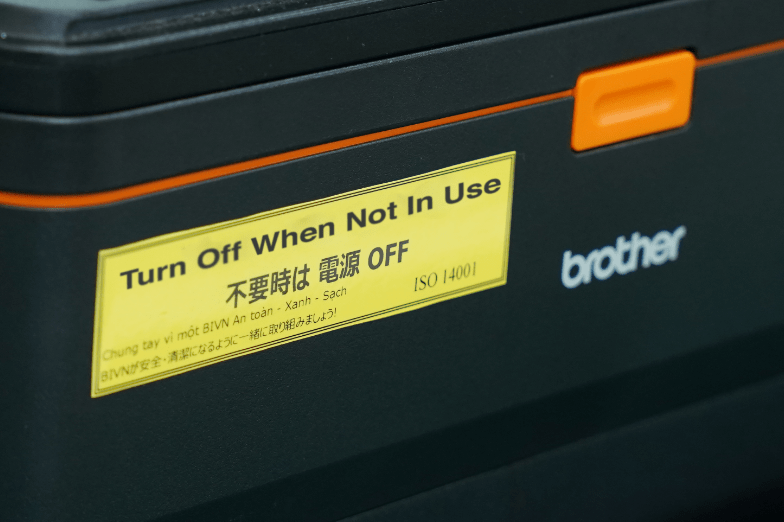 Turn Off When Not In Use
不要時は 電源 OFF
ISO 14001
Chung tay vì một BIVN An toàn - Xanh - Sạch
BIVNが安全・清潔になるように一緒に取り組みましょう!
brother